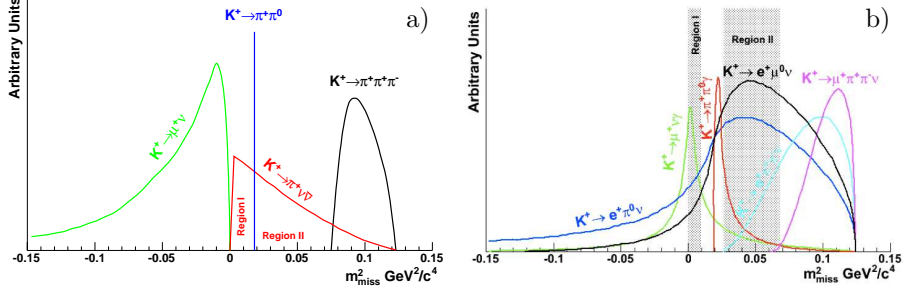 a)
K⁺→π⁺π⁰
Arbitrary Units
K⁺→μ⁺ν
K⁺→π⁺π⁺π⁻
K⁺→π⁺νν̄
Region I
Region II
-0.15 -0.1 -0.05 0 0.05 0.1 0.15
m²miss GeV²/c⁴
b)
Arbitrary Units
Region I
Region II
K⁺→e⁺μ⁰ν
K⁺→μ⁺π⁺π⁻ν
K⁺→π⁺π⁰γ
K⁺→μ⁺νγ
K⁺→e⁺π⁰ν
-0.15 -0.1 -0.05 0 0.05 0.1 0.15
m²miss GeV²/c⁴